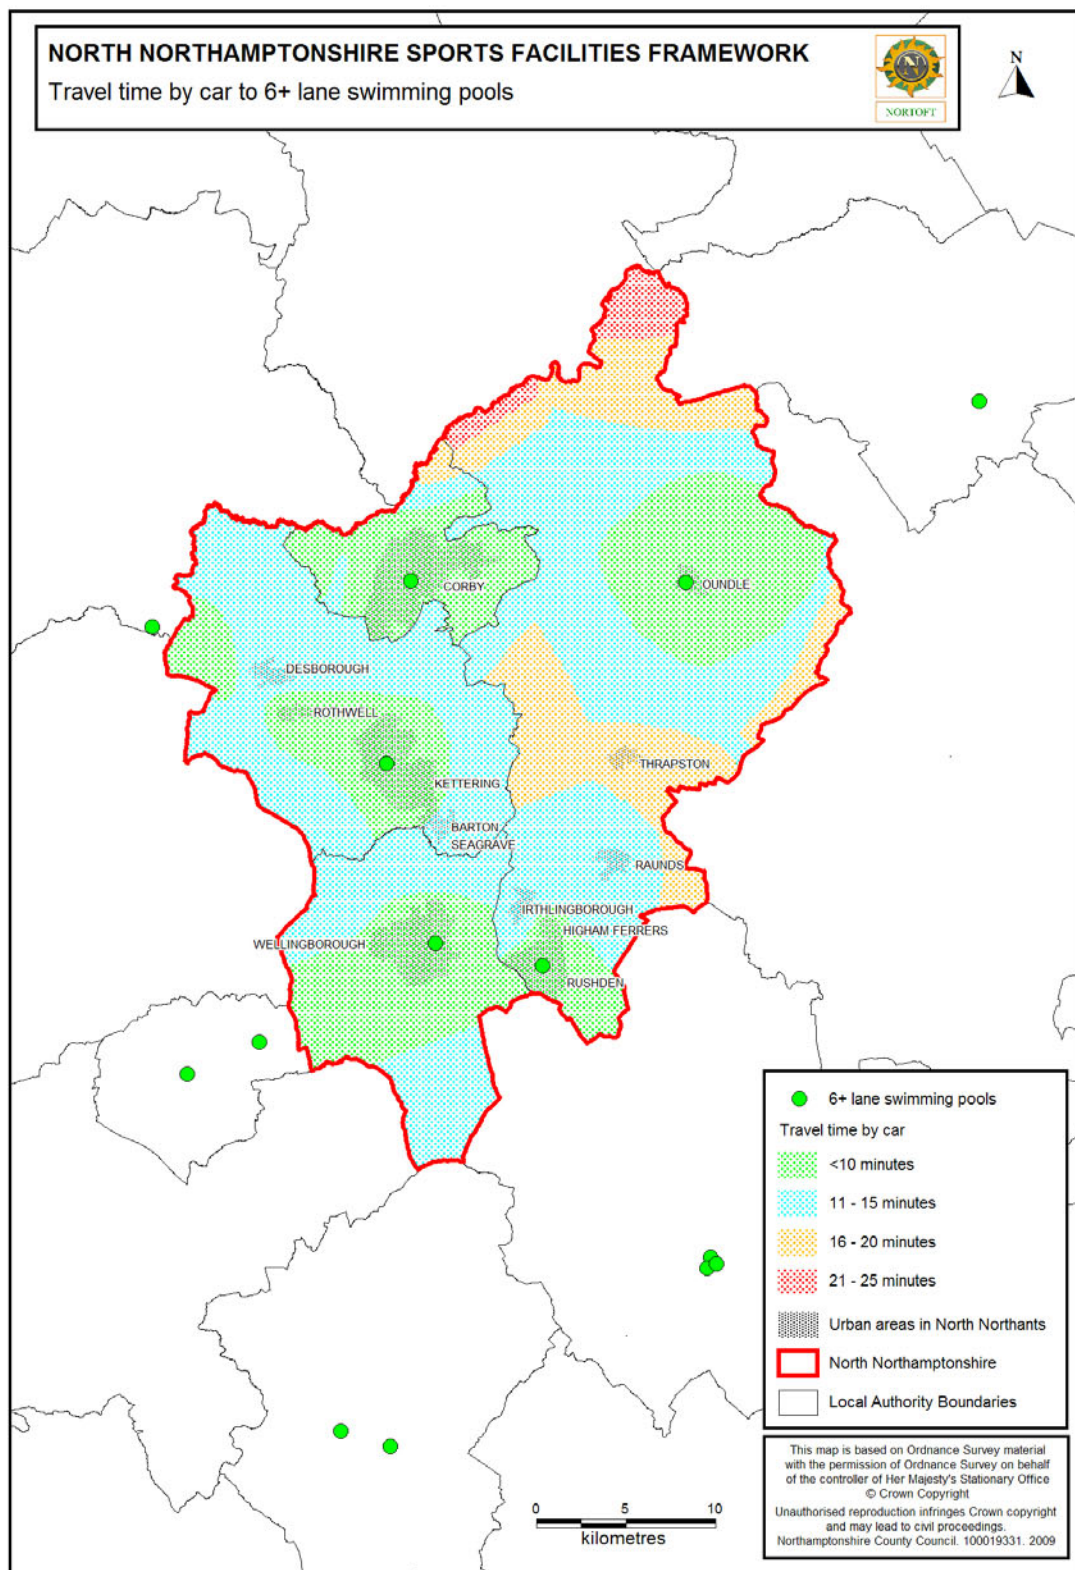 NORTH NORTHAMPTONSHIRE SPORTS FACILITIES FRAMEWORK
Travel time by car to 6+ lane swimming pools
N
NORTOFT
N
CORBY
OUNDLE
DESBOROUGH
ROTHWELL
THRAPSTON
KETTERING
BARTON
SEAGRAVE
RAUNDS
IRTHLINGBOROUGH
HIGHAM FERRERS
WELLINGBOROUGH
RUSHDEN
6+ lane swimming pools
Travel time by car
<10 minutes
11 - 15 minutes
16 - 20 minutes
21 - 25 minutes
Urban areas in North Northants
North Northamptonshire
Local Authority Boundaries
This map is based on Ordnance Survey material
with the permission of Ordnance Survey on behalf
of the controller of Her Majesty's Stationary Office
© Crown Copyright
Unauthorised reproduction infringes Crown copyright
and may lead to civil proceedings.
Northamptonshire County Council. 100019331. 2009
0 5 10
kilometres